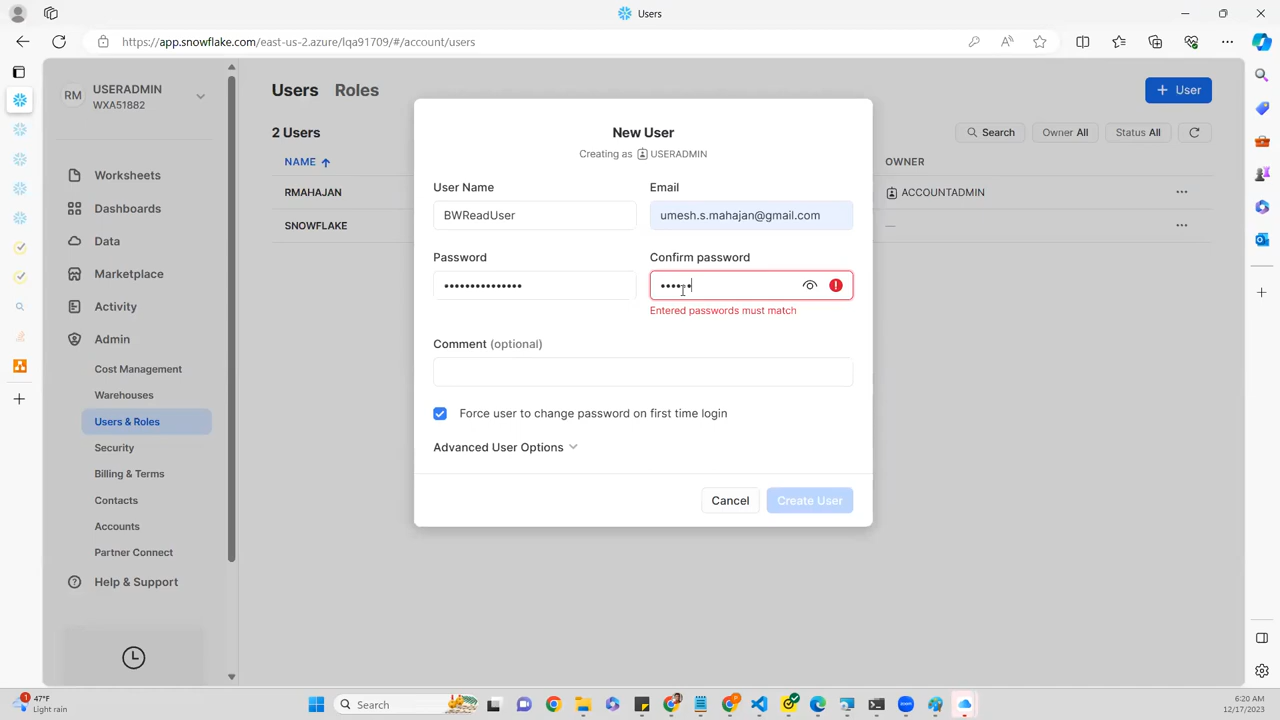 Users
https://app.snowflake.com/east-us-2.azure/lqa91709/#/account/users
RM
USERADMIN
WXA51882
Worksheets
Dashboards
Data
Marketplace
Activity
Admin
Cost Management
Warehouses
Users & Roles
Security
Billing & Terms
Contacts
Accounts
Partner Connect
Help & Support
Users Roles
+ User
2 Users
Search
Owner All
Status All
NAME
OWNER
RMAHAJAN
ACCOUNTADMIN
SNOWFLAKE
—
New User
Creating as USERADMIN
User Name
Email
BWReadUser
umesh.s.mahajan@gmail.com
Password
Confirm password
•••••••••••••••
••••••
Entered passwords must match
Comment (optional)
Force user to change password on first time login
Advanced User Options
Cancel
Create User
1
47°F
Light rain
Search
6:20 AM
12/17/2023